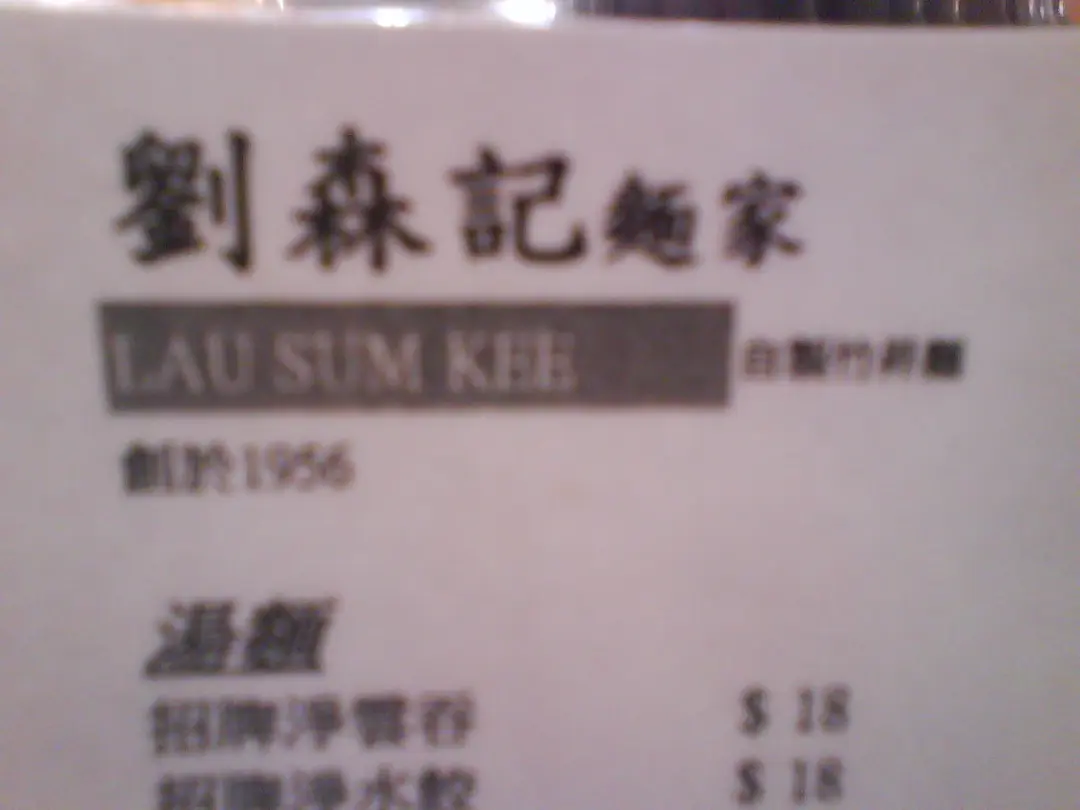 劉森記麵家
LAU SUM KEE 自製竹昇麵
創於1956
湯麵
招牌淨雲吞 $ 18
招牌淨水餃 $ 18